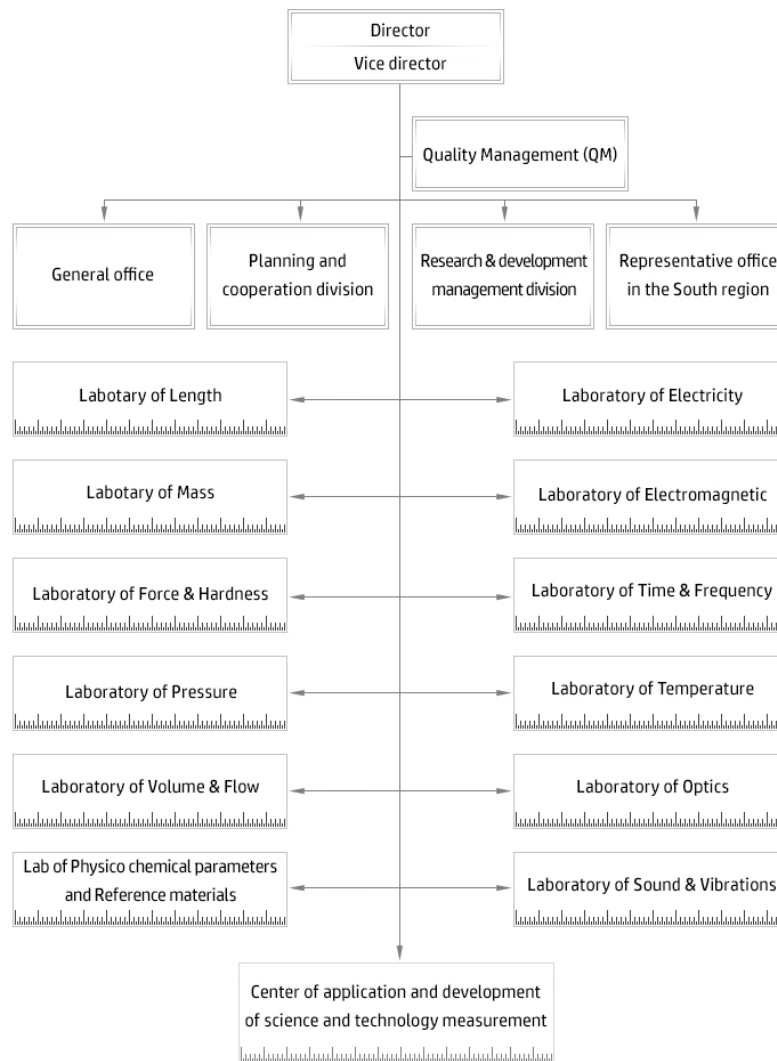 Director
Vice director
Quality Management (QM)
General office
Planning and
cooperation division
Research & development
management division
Representative office
in the South region
Labotary of Length
Laboratory of Electricity
Labotary of Mass
Laboratory of Electromagnetic
Laboratory of Force & Hardness
Laboratory of Time & Frequency
Laboratory of Pressure
Laboratory of Temperature
Laboratory of Volume & Flow
Laboratory of Optics
Lab of Physico chemical parameters
and Reference materials
Laboratory of Sound & Vibrations
Center of application and development
of science and technology measurement